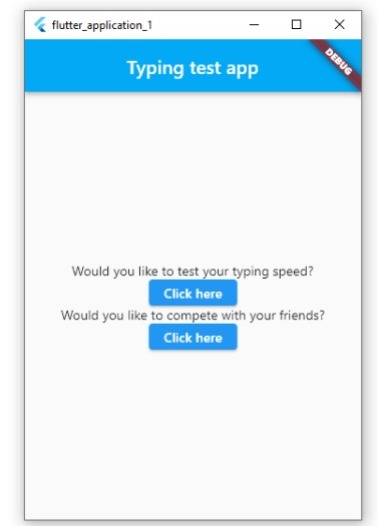 flutter_application_1
Typing test app
DEBUG
Would you like to test your typing speed?
Click here
Would you like to compete with your friends?
Click here